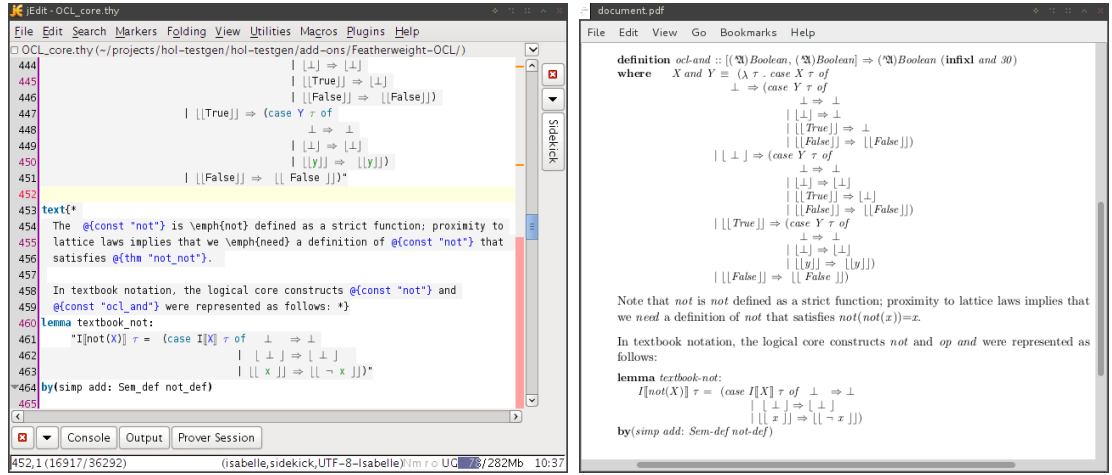 jEdit - OCL_core.thy
File Edit Search Markers Folding View Utilities Macros Plugins Help
OCL_core.thy (~/projects/hol-testgen/hol-testgen/add-ons/Featherweight-OCL/)
444 | ⌊⊥⌋ ⇒ ⌊⊥⌋
445 | ⌊⌊True⌋⌋ ⇒ ⌊⊥⌋
446 | ⌊⌊False⌋⌋ ⇒ ⌊⌊False⌋⌋)
447 | ⌊⌊True⌋⌋ ⇒ (case Y τ of
448 ⊥ ⇒ ⊥
449 | ⌊⊥⌋ ⇒ ⌊⊥⌋
450 | ⌊⌊y⌋⌋ ⇒ ⌊⌊y⌋⌋)
451 | ⌊⌊False⌋⌋ ⇒ ⌊⌊ False ⌋⌋)"
452
453 text{*
454 The @{const "not"} is \emph{not} defined as a strict function; proximity to
455 lattice laws implies that we \emph{need} a definition of @{const "not"} that
456 satisfies @{thm "not_not"}.
457
458 In textbook notation, the logical core constructs @{const "not"} and
459 @{const "ocl_and"} were represented as follows: *}
460 lemma textbook_not:
461 "I⟦not(X)⟧ τ = (case I⟦X⟧ τ of ⊥ ⇒ ⊥
462 | ⌊ ⊥ ⌋ ⇒ ⌊ ⊥ ⌋
463 | ⌊⌊ x ⌋⌋ ⇒ ⌊⌊ ¬ x ⌋⌋)"
464 by(simp add: Sem_def not_def)
465
Sidekick
Console Output Prover Session
452,1 (16917/36292) (isabelle,sidekick,UTF-8-Isabelle)Nm r o UG 78/282Mb 10:37
document.pdf
File Edit View Go Bookmarks Help
definition ocl-and :: [('𝔄)Boolean, ('𝔄)Boolean] ⇒ ('𝔄)Boolean (infixl and 30)
where X and Y ≡ (λ τ . case X τ of
⊥ ⇒ (case Y τ of
⊥ ⇒ ⊥
| ⌊⊥⌋ ⇒ ⊥
| ⌊⌊True⌋⌋ ⇒ ⊥
| ⌊⌊False⌋⌋ ⇒ ⌊⌊False⌋⌋)
| ⌊ ⊥ ⌋ ⇒ (case Y τ of
⊥ ⇒ ⊥
| ⌊⊥⌋ ⇒ ⌊⊥⌋
| ⌊⌊True⌋⌋ ⇒ ⌊⊥⌋
| ⌊⌊False⌋⌋ ⇒ ⌊⌊False⌋⌋)
| ⌊⌊True⌋⌋ ⇒ (case Y τ of
⊥ ⇒ ⊥
| ⌊⊥⌋ ⇒ ⌊⊥⌋
| ⌊⌊y⌋⌋ ⇒ ⌊⌊y⌋⌋)
| ⌊⌊False⌋⌋ ⇒ ⌊⌊ False ⌋⌋)
Note that not is not defined as a strict function; proximity to lattice laws implies that
we need a definition of not that satisfies not(not(x))=x.
In textbook notation, the logical core constructs not and op and were represented as
follows:
lemma textbook-not:
I⟦not(X)⟧ τ = (case I⟦X⟧ τ of ⊥ ⇒ ⊥
| ⌊ ⊥ ⌋ ⇒ ⌊ ⊥ ⌋
| ⌊⌊ x ⌋⌋ ⇒ ⌊⌊ ¬ x ⌋⌋)
by(simp add: Sem-def not-def)